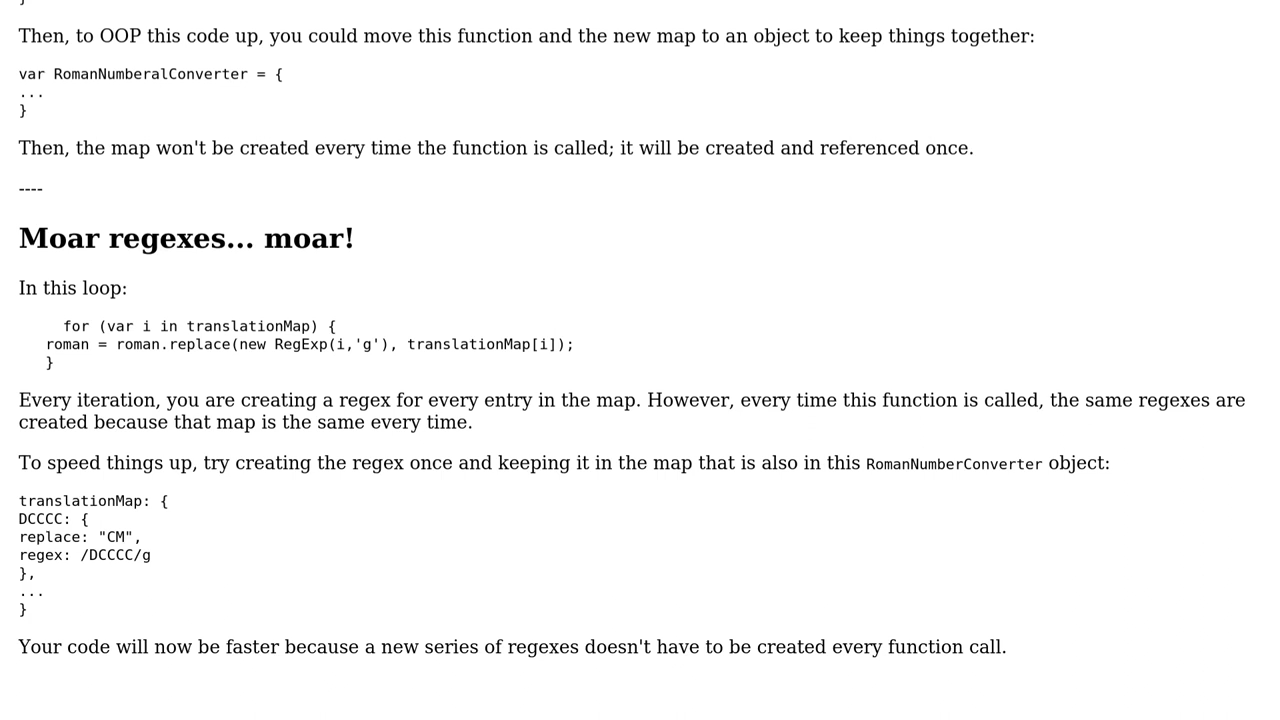 }
Then, to OOP this code up, you could move this function and the new map to an object to keep things together:
var RomanNumberalConverter = {
...
}
Then, the map won't be created every time the function is called; it will be created and referenced once.
----
Moar regexes... moar!
In this loop:
for (var i in translationMap) {
roman = roman.replace(new RegExp(i,'g'), translationMap[i]);
}
Every iteration, you are creating a regex for every entry in the map. However, every time this function is called, the same regexes are
created because that map is the same every time.
To speed things up, try creating the regex once and keeping it in the map that is also in this RomanNumberConverter object:
translationMap: {
DCCCC: {
replace: "CM",
regex: /DCCCC/g
},
...
}
Your code will now be faster because a new series of regexes doesn't have to be created every function call.